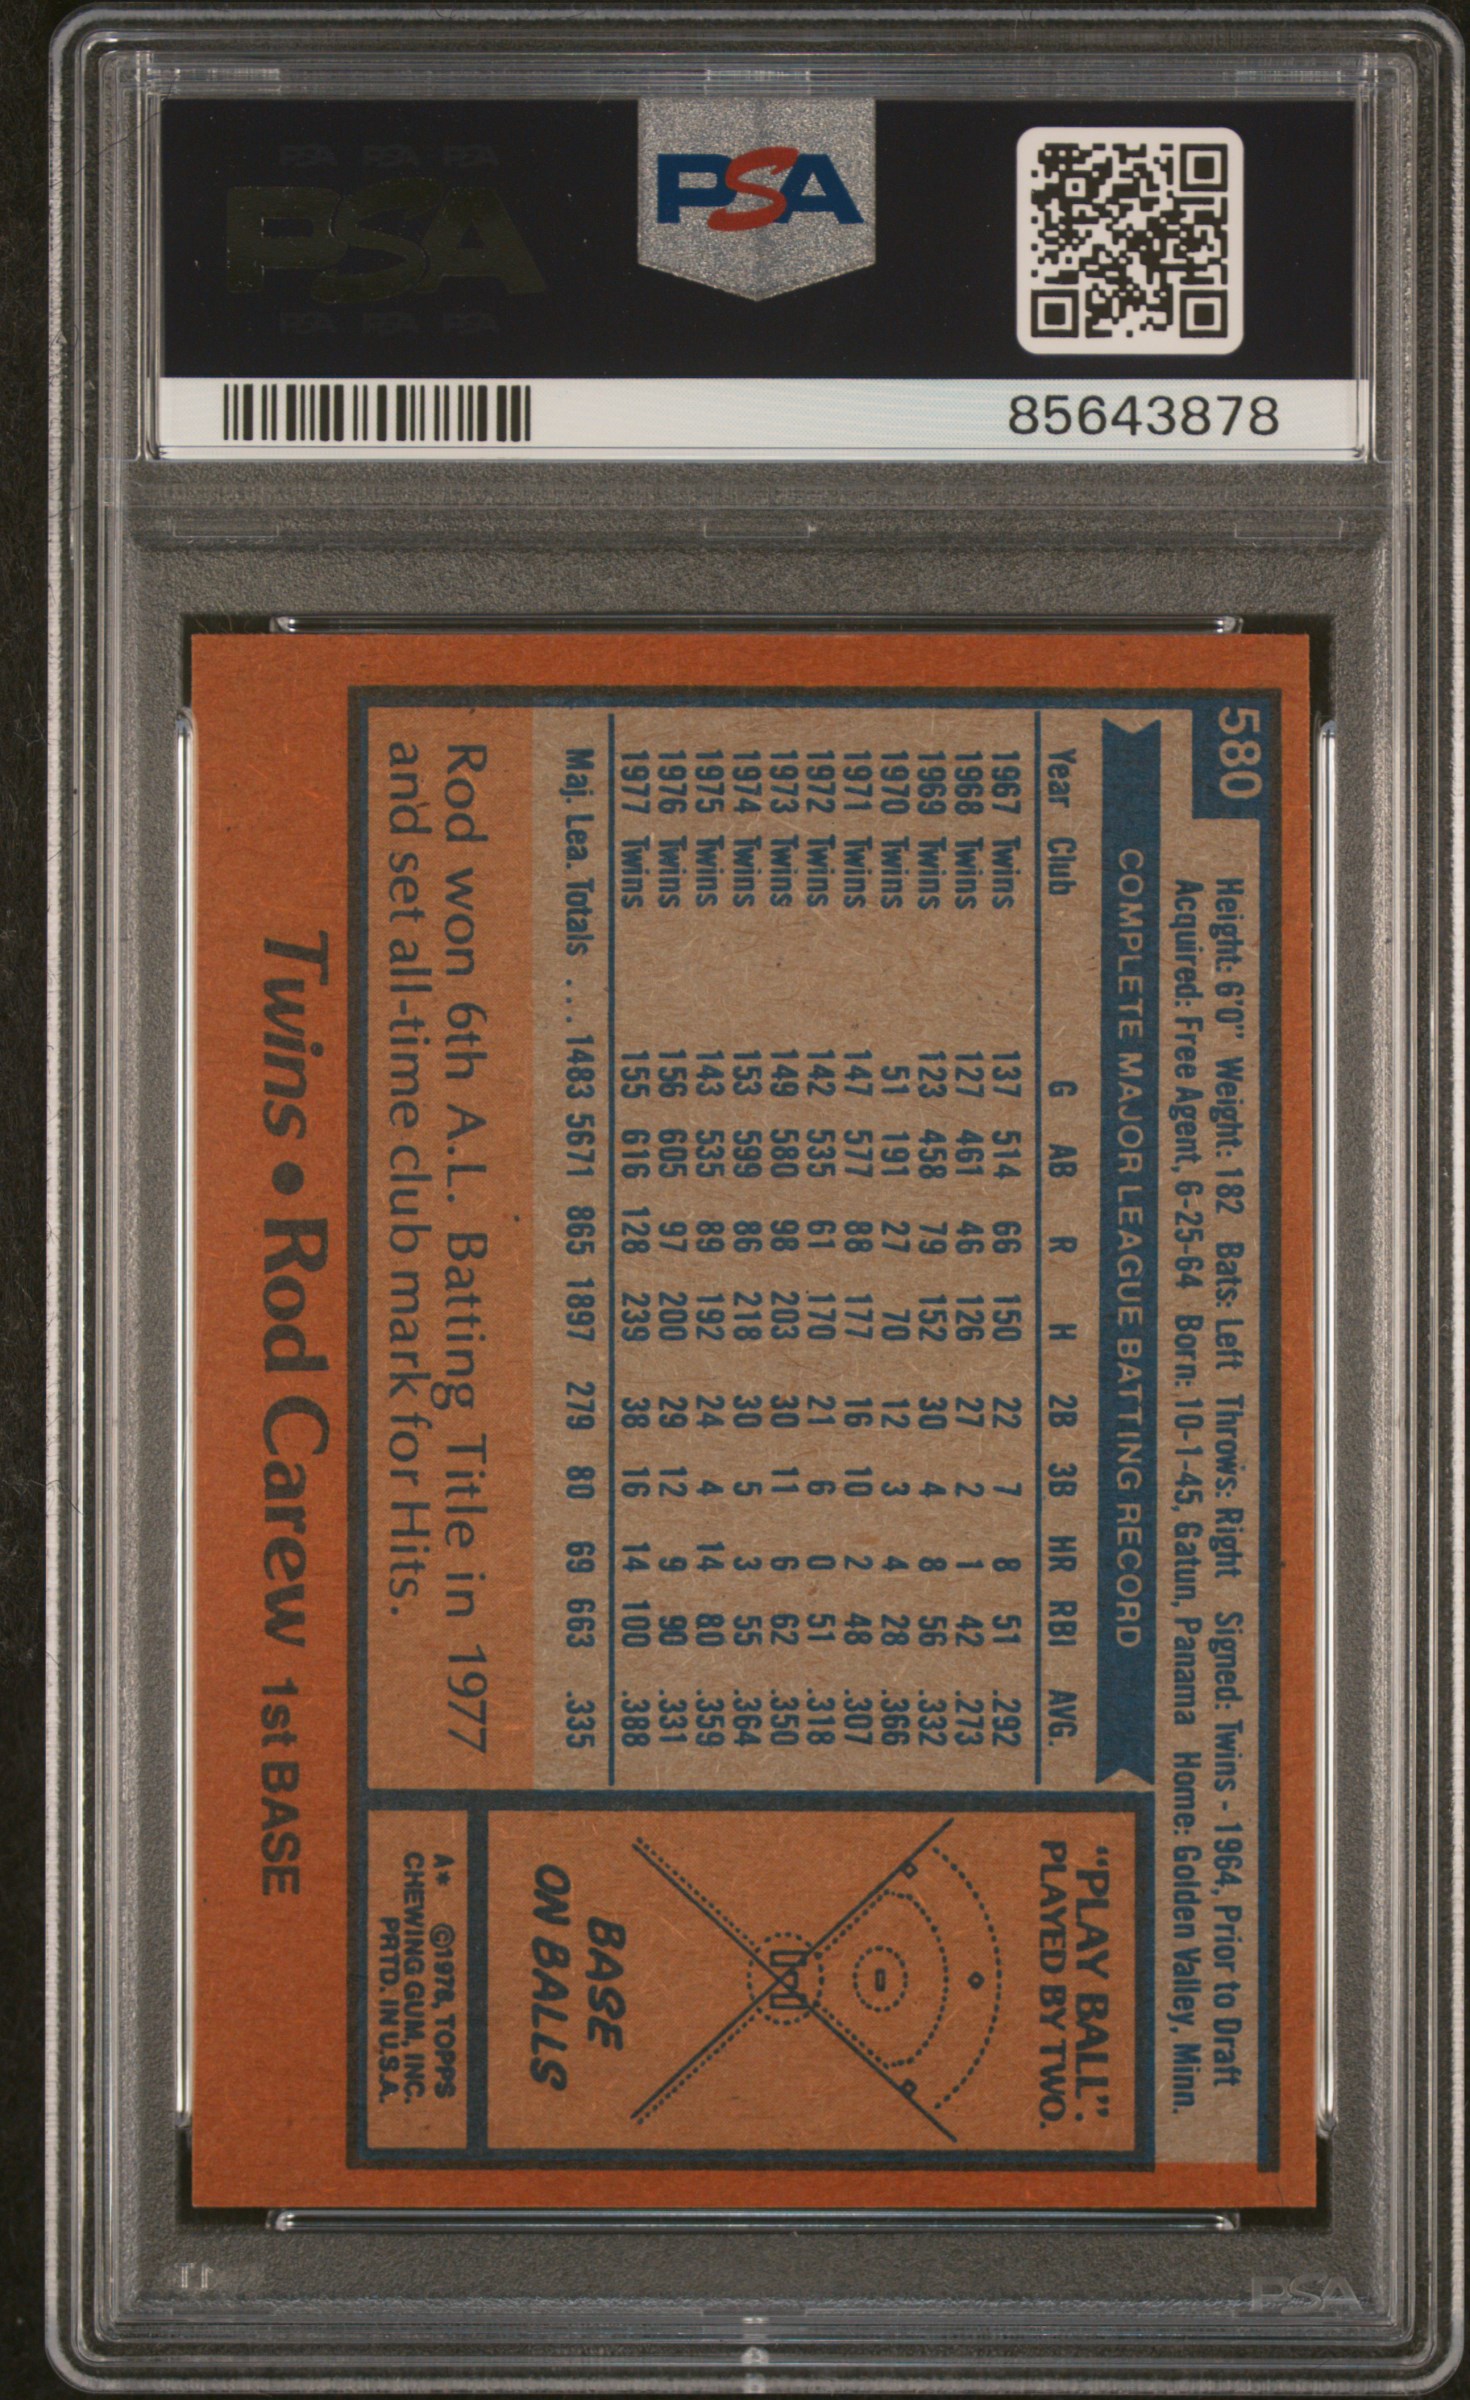 PSA PSA PSA
PSA
PSA PSA PSA
PSA
85643878
580
Height: 6'0" Weight: 182 Bats: Left Throws: Right Signed: Twins - 1964, Prior to Draft
Acquired: Free Agent, 6-25-64 Born: 10-1-45, Gatun, Panama Home: Golden Valley, Minn.
COMPLETE MAJOR LEAGUE BATTING RECORD
Year Club G AB R H 2B 3B HR RBI AVG.
1967 Twins 137 514 66 150 22 7 8 51 .292
1968 Twins 127 461 46 126 27 2 1 42 .273
1969 Twins 123 458 79 152 30 4 8 56 .332
1970 Twins 51 191 27 70 12 3 4 28 .366
1971 Twins 147 577 88 177 16 10 2 48 .307
1972 Twins 142 535 61 170 21 6 0 51 .318
1973 Twins 149 580 98 203 30 11 6 62 .350
1974 Twins 153 599 86 218 30 5 3 55 .364
1975 Twins 143 535 89 192 24 4 14 80 .359
1976 Twins 156 605 97 200 29 12 9 90 .331
1977 Twins 155 616 128 239 38 16 14 100 .388
Maj. Lea. Totals . . . 1483 5671 865 1897 279 80 69 663 .335
Rod won 6th A.L. Batting Title in 1977
and set all-time club mark for Hits.
"PLAY BALL".
PLAYED BY TWO.
BASE
ON BALLS
A* ©1978, TOPPS
CHEWING GUM, INC.
PRTD. IN U.S.A.
Twins • Rod Carew 1st BASE
PSA